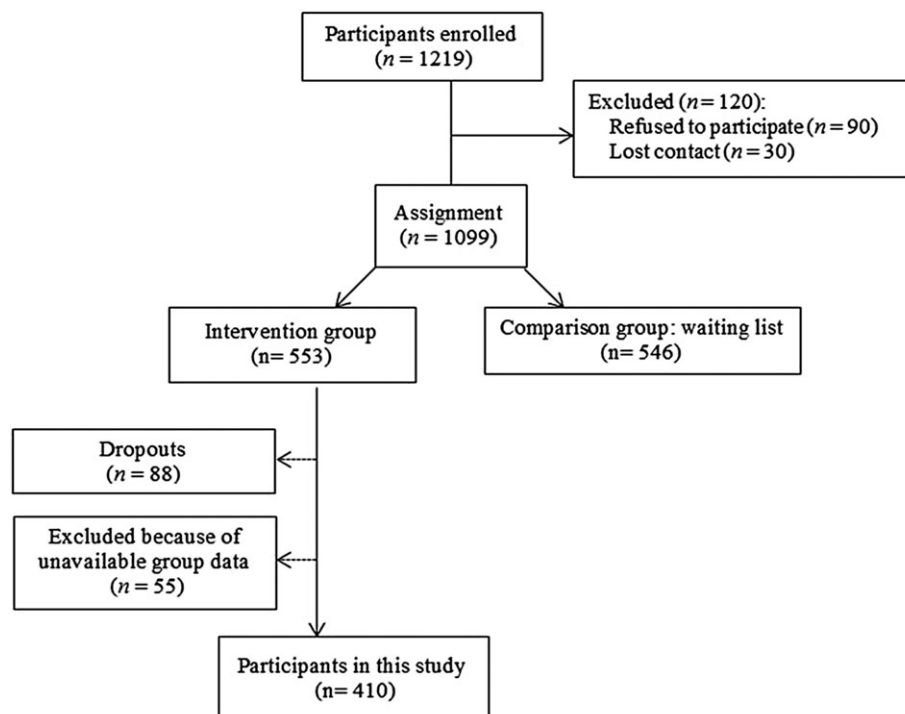 Participants enrolled
(n = 1219)
Excluded (n = 120):
Refused to participate (n = 90)
Lost contact (n = 30)
Assignment
(n = 1099)
Intervention group
(n= 553)
Comparison group: waiting list
(n= 546)
Dropouts
(n = 88)
Excluded because of
unavailable group data
(n = 55)
Participants in this study
(n= 410)